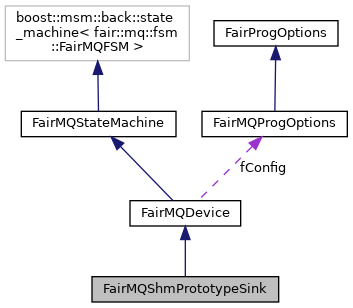 boost::msm::back::state
_machine< fair::mq::fsm
::FairMQFSM >
FairProgOptions
FairMQStateMachine
FairMQProgOptions
fConfig
FairMQDevice
FairMQShmPrototypeSink